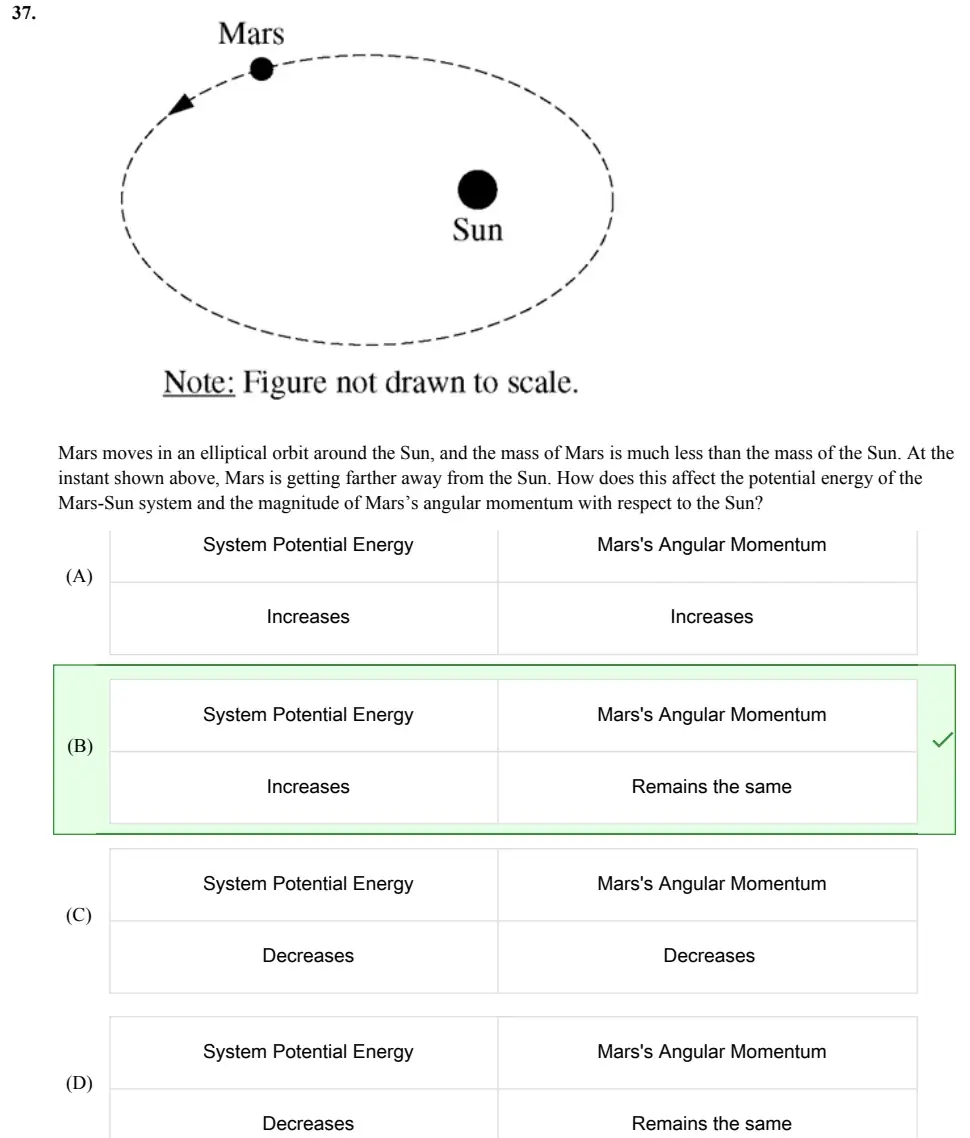 37.
Mars
Sun
Note: Figure not drawn to scale.
Mars moves in an elliptical orbit around the Sun, and the mass of Mars is much less than the mass of the Sun. At the
instant shown above, Mars is getting farther away from the Sun. How does this affect the potential energy of the
Mars-Sun system and the magnitude of Mars’s angular momentum with respect to the Sun?
(A)
System Potential Energy Mars's Angular Momentum
Increases Increases
(B)
System Potential Energy Mars's Angular Momentum
Increases Remains the same
(C)
System Potential Energy Mars's Angular Momentum
Decreases Decreases
(D)
System Potential Energy Mars's Angular Momentum
Decreases Remains the same